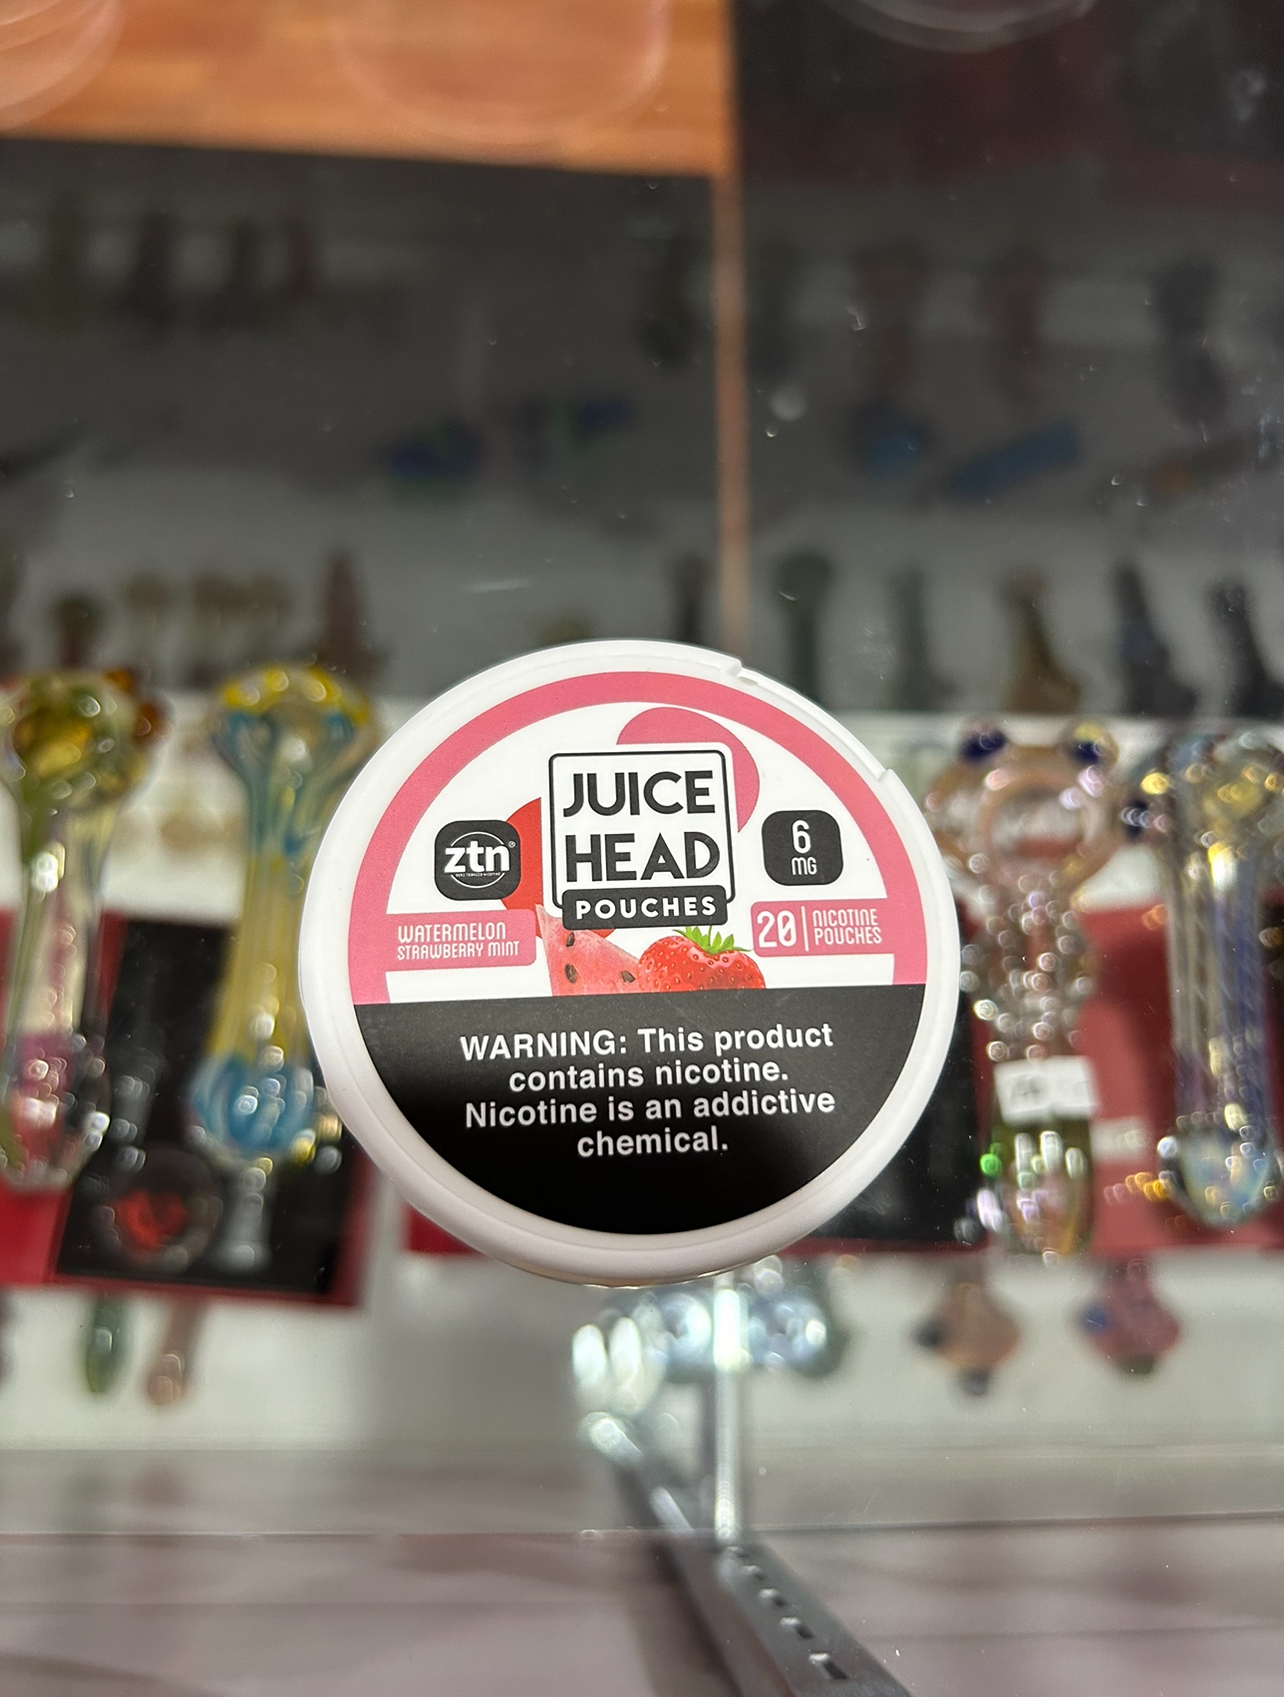 JUICE
HEAD
POUCHES
ztn®
6
MG
WATERMELON
STRAWBERRY MINT
20
NICOTINE
POUCHES
WARNING: This product
contains nicotine.
Nicotine is an addictive
chemical.